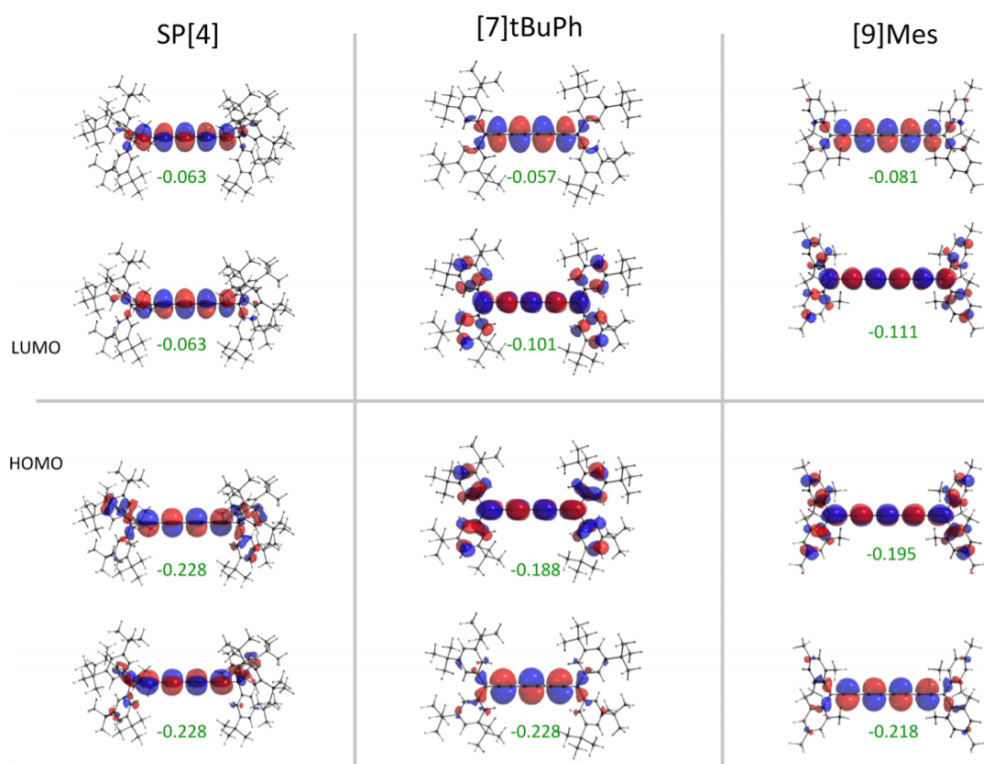 SP[4] [7]tBuPh [9]Mes
-0.063 -0.057 -0.081
-0.063 -0.101 -0.111
LUMO
HOMO
-0.228 -0.188 -0.195
-0.228 -0.228 -0.218